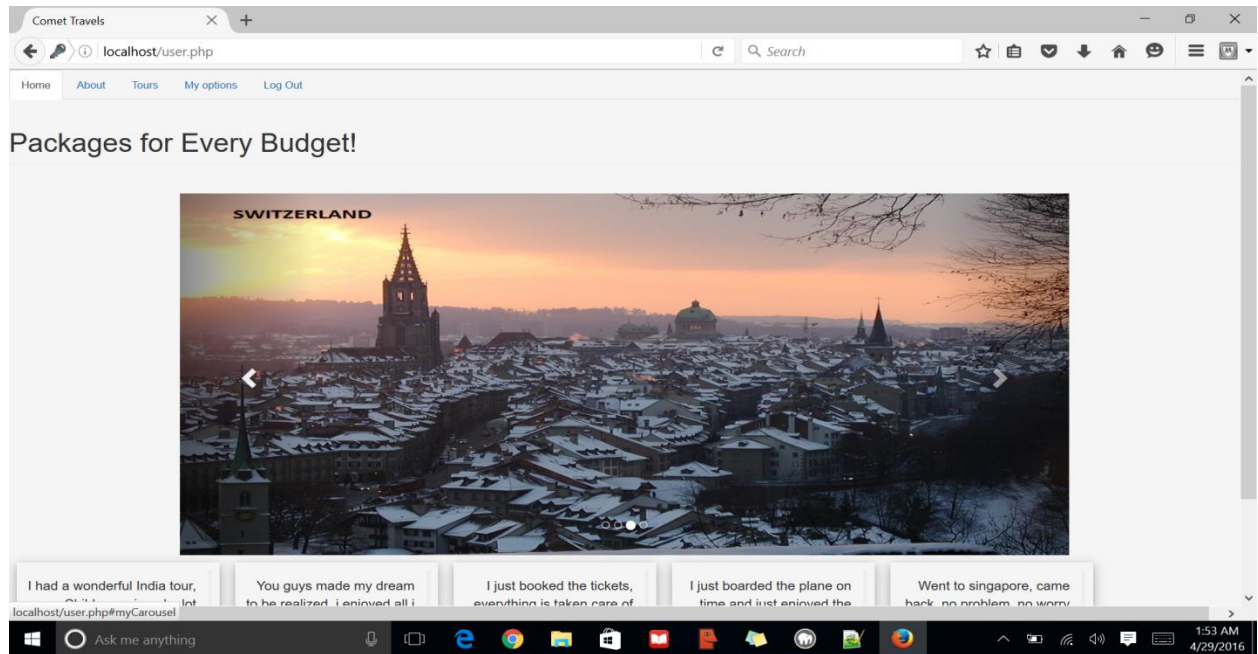 Comet Travels
localhost/user.php
Search
Home About Tours My options Log Out
Packages for Every Budget!
SWITZERLAND
I had a wonderful India tour,
You guys made my dream
to be realized, i enjoyed all i
I just booked the tickets,
everything is taken care of
I just boarded the plane on
time and just enjoyed the
Went to singapore, came
back, no problem, no worry
localhost/user.php#myCarousel
Ask me anything
1:53 AM
4/29/2016